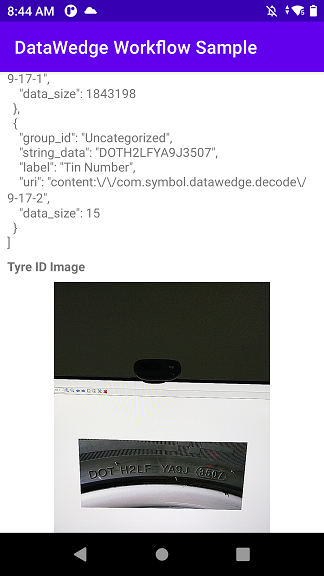 8:44 AM
DataWedge Workflow Sample
9-17-1",
"data_size": 1843198
},
{
"group_id": "Uncategorized",
"string_data": "DOTH2LFYA9J3507",
"label": "Tin Number",
"uri": "content:\/\/com.symbol.datawedge.decode\/
9-17-2",
"data_size": 15
}
]
Tyre ID Image
DOT H2LF YA9J 3507